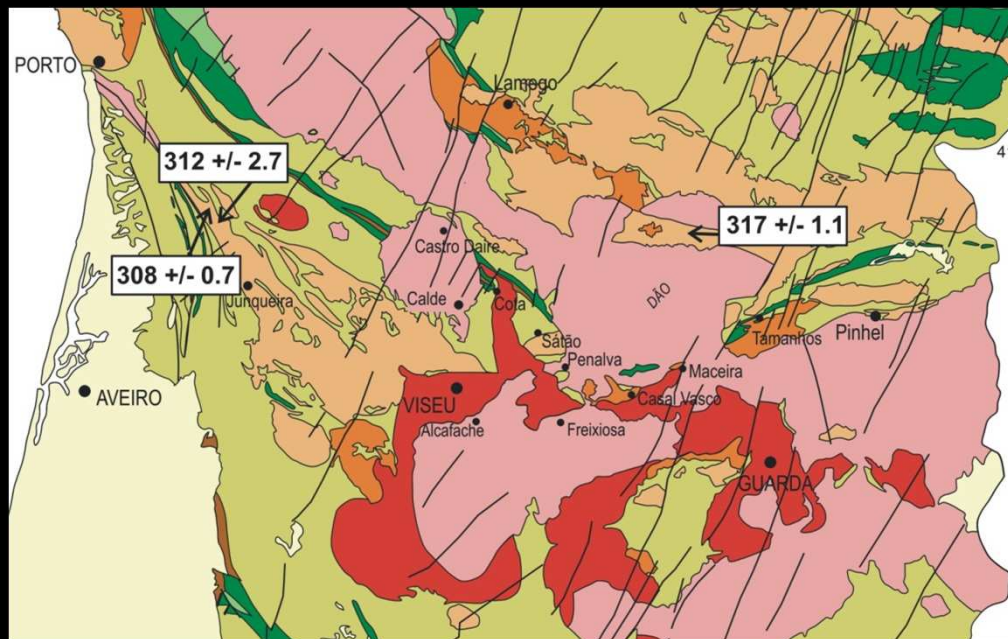 PORTO
Lamego
312 +/- 2.7
4
317 +/- 1.1
Castro Daire
308 +/- 0.7
Junqueira
Calde
Cota
DÃO
Sátão
Tamanhos
Pinhel
Penalva
Maceira
AVEIRO
VISEU
Casal Vasco
Alcafache
Freixiosa
GUARDA